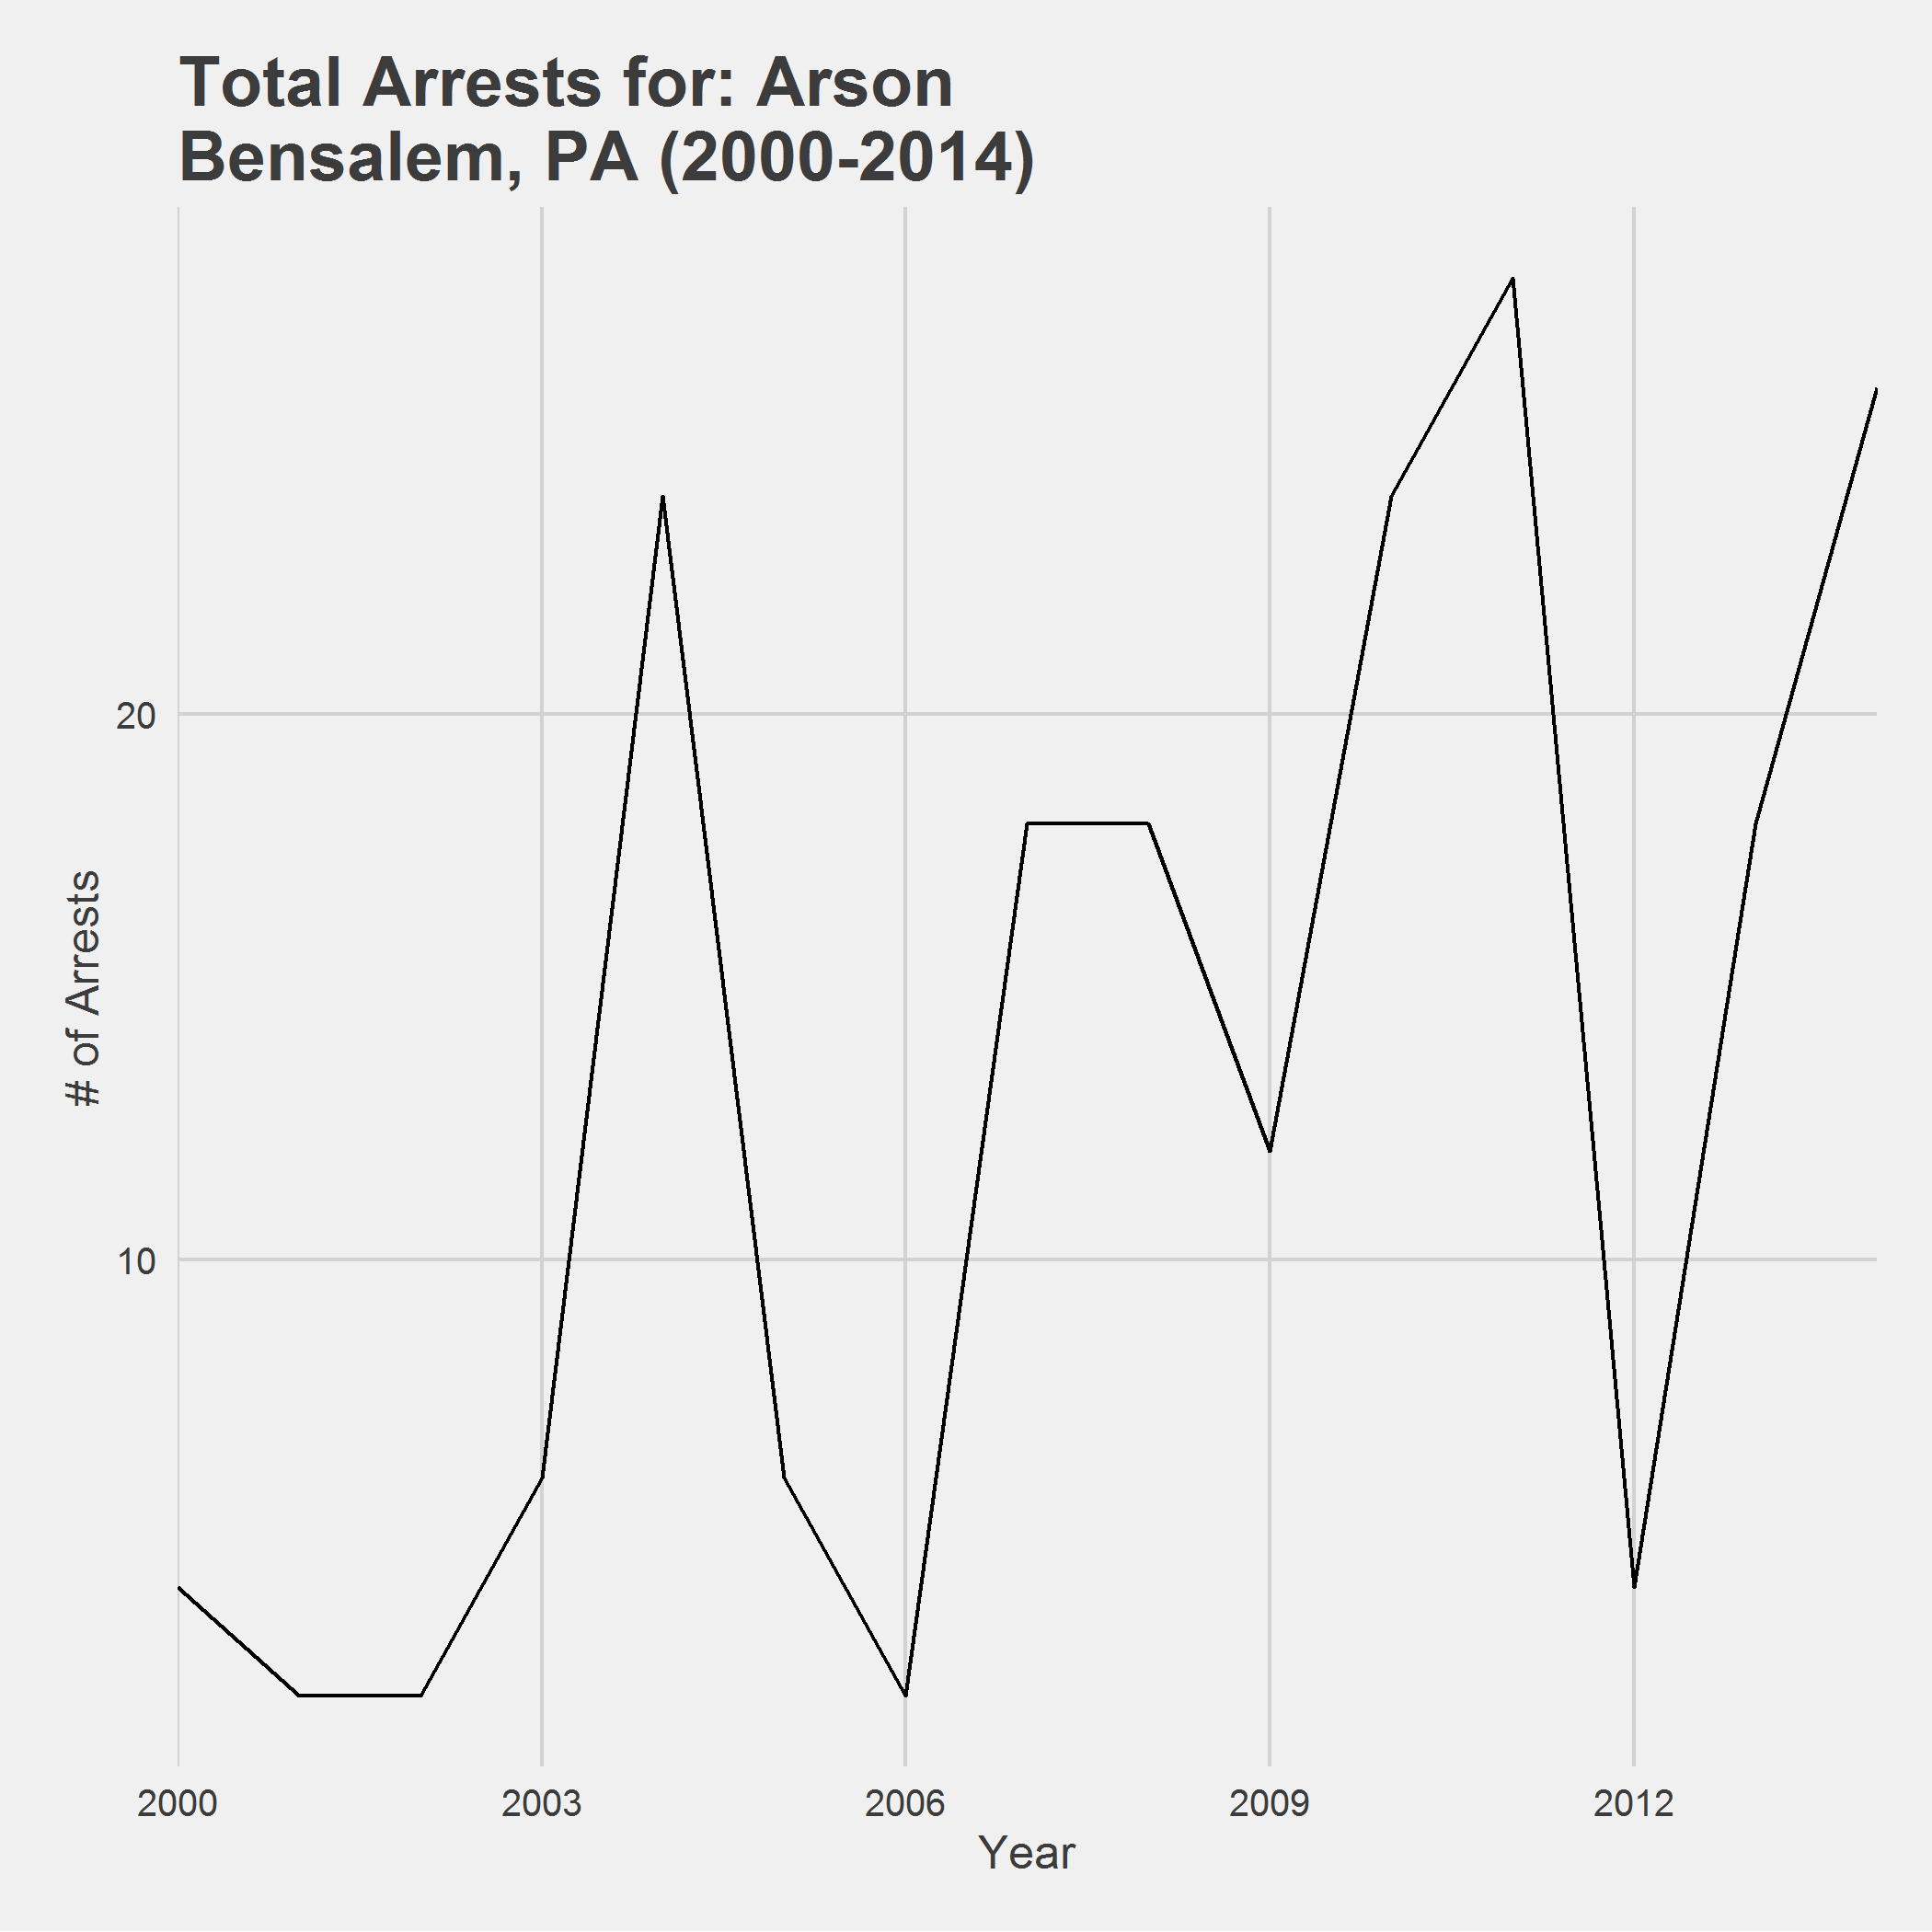 Total Arrests for: Arson
Bensalem, PA (2000-2014)
20
10
# of Arrests
2000 2003 2006 2009 2012
Year